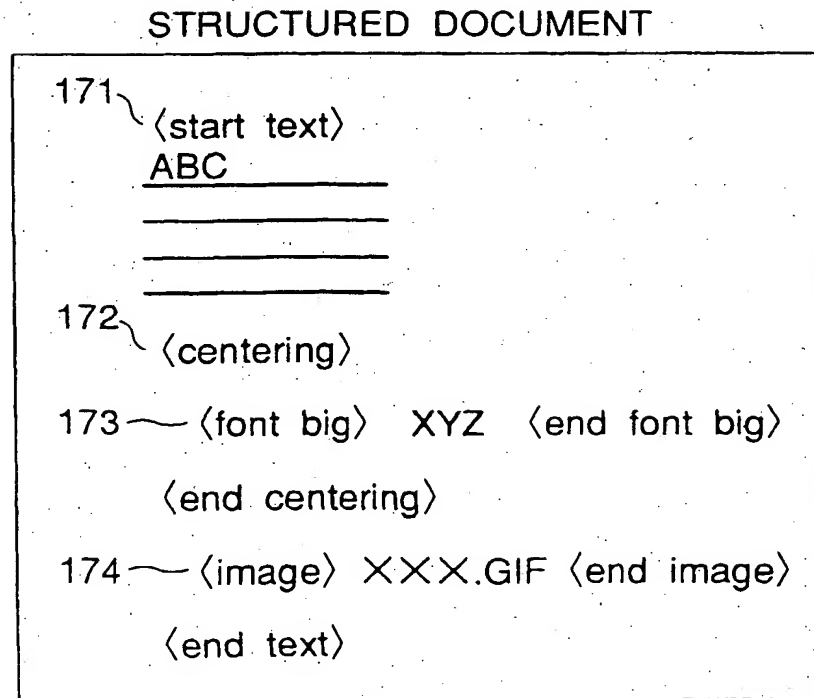 STRUCTURED DOCUMENT
171
〈start text〉
ABC
172
〈centering〉
173 〈font big〉 XYZ 〈end font big〉
〈end centering〉
174 〈image〉 XXX.GIF 〈end image〉
〈end text〉